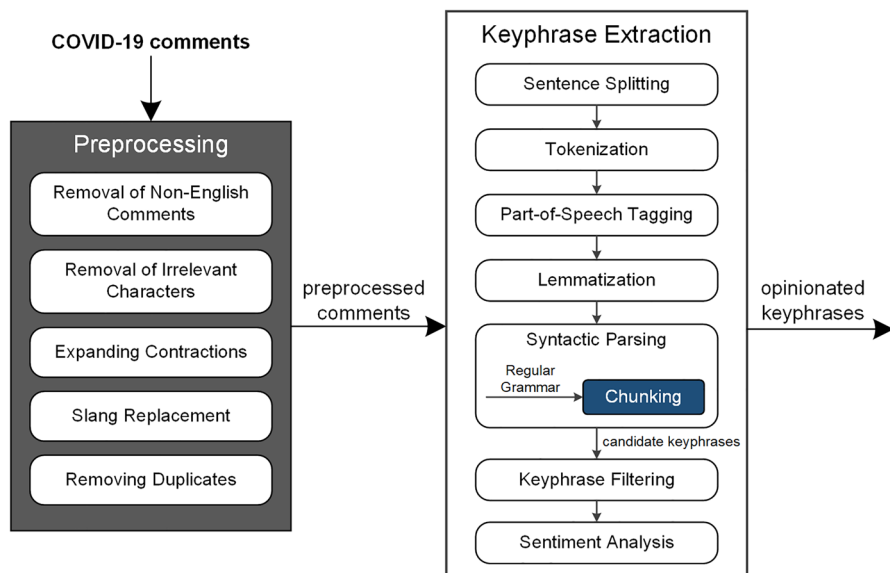 COVID-19 comments
Preprocessing
Removal of Non-English
Comments
Removal of Irrelevant
Characters
Expanding Contractions
Slang Replacement
Removing Duplicates
preprocessed
comments
Keyphrase Extraction
Sentence Splitting
Tokenization
Part-of-Speech Tagging
Lemmatization
Syntactic Parsing
Regular
Grammar
Chunking
candidate keyphrases
Keyphrase Filtering
Sentiment Analysis
opinionated
keyphrases